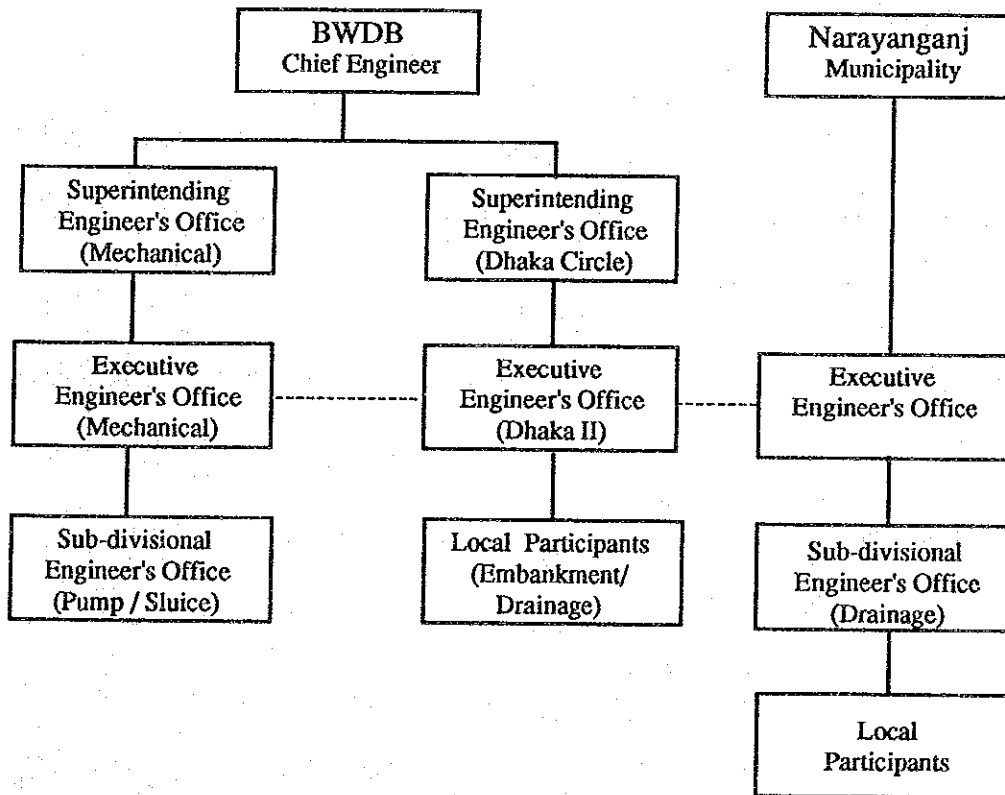 BWDB
Chief Engineer
Narayanganj
Municipality
Superintending
Engineer's Office
(Mechanical)
Superintending
Engineer's Office
(Dhaka Circle)
Executive
Engineer's Office
(Mechanical)
Executive
Engineer's Office
(Dhaka II)
Executive
Engineer's Office
Sub-divisional
Engineer's Office
(Pump / Sluice)
Local Participants
(Embankment/
Drainage)
Sub-divisional
Engineer's Office
(Drainage)
Local
Participants